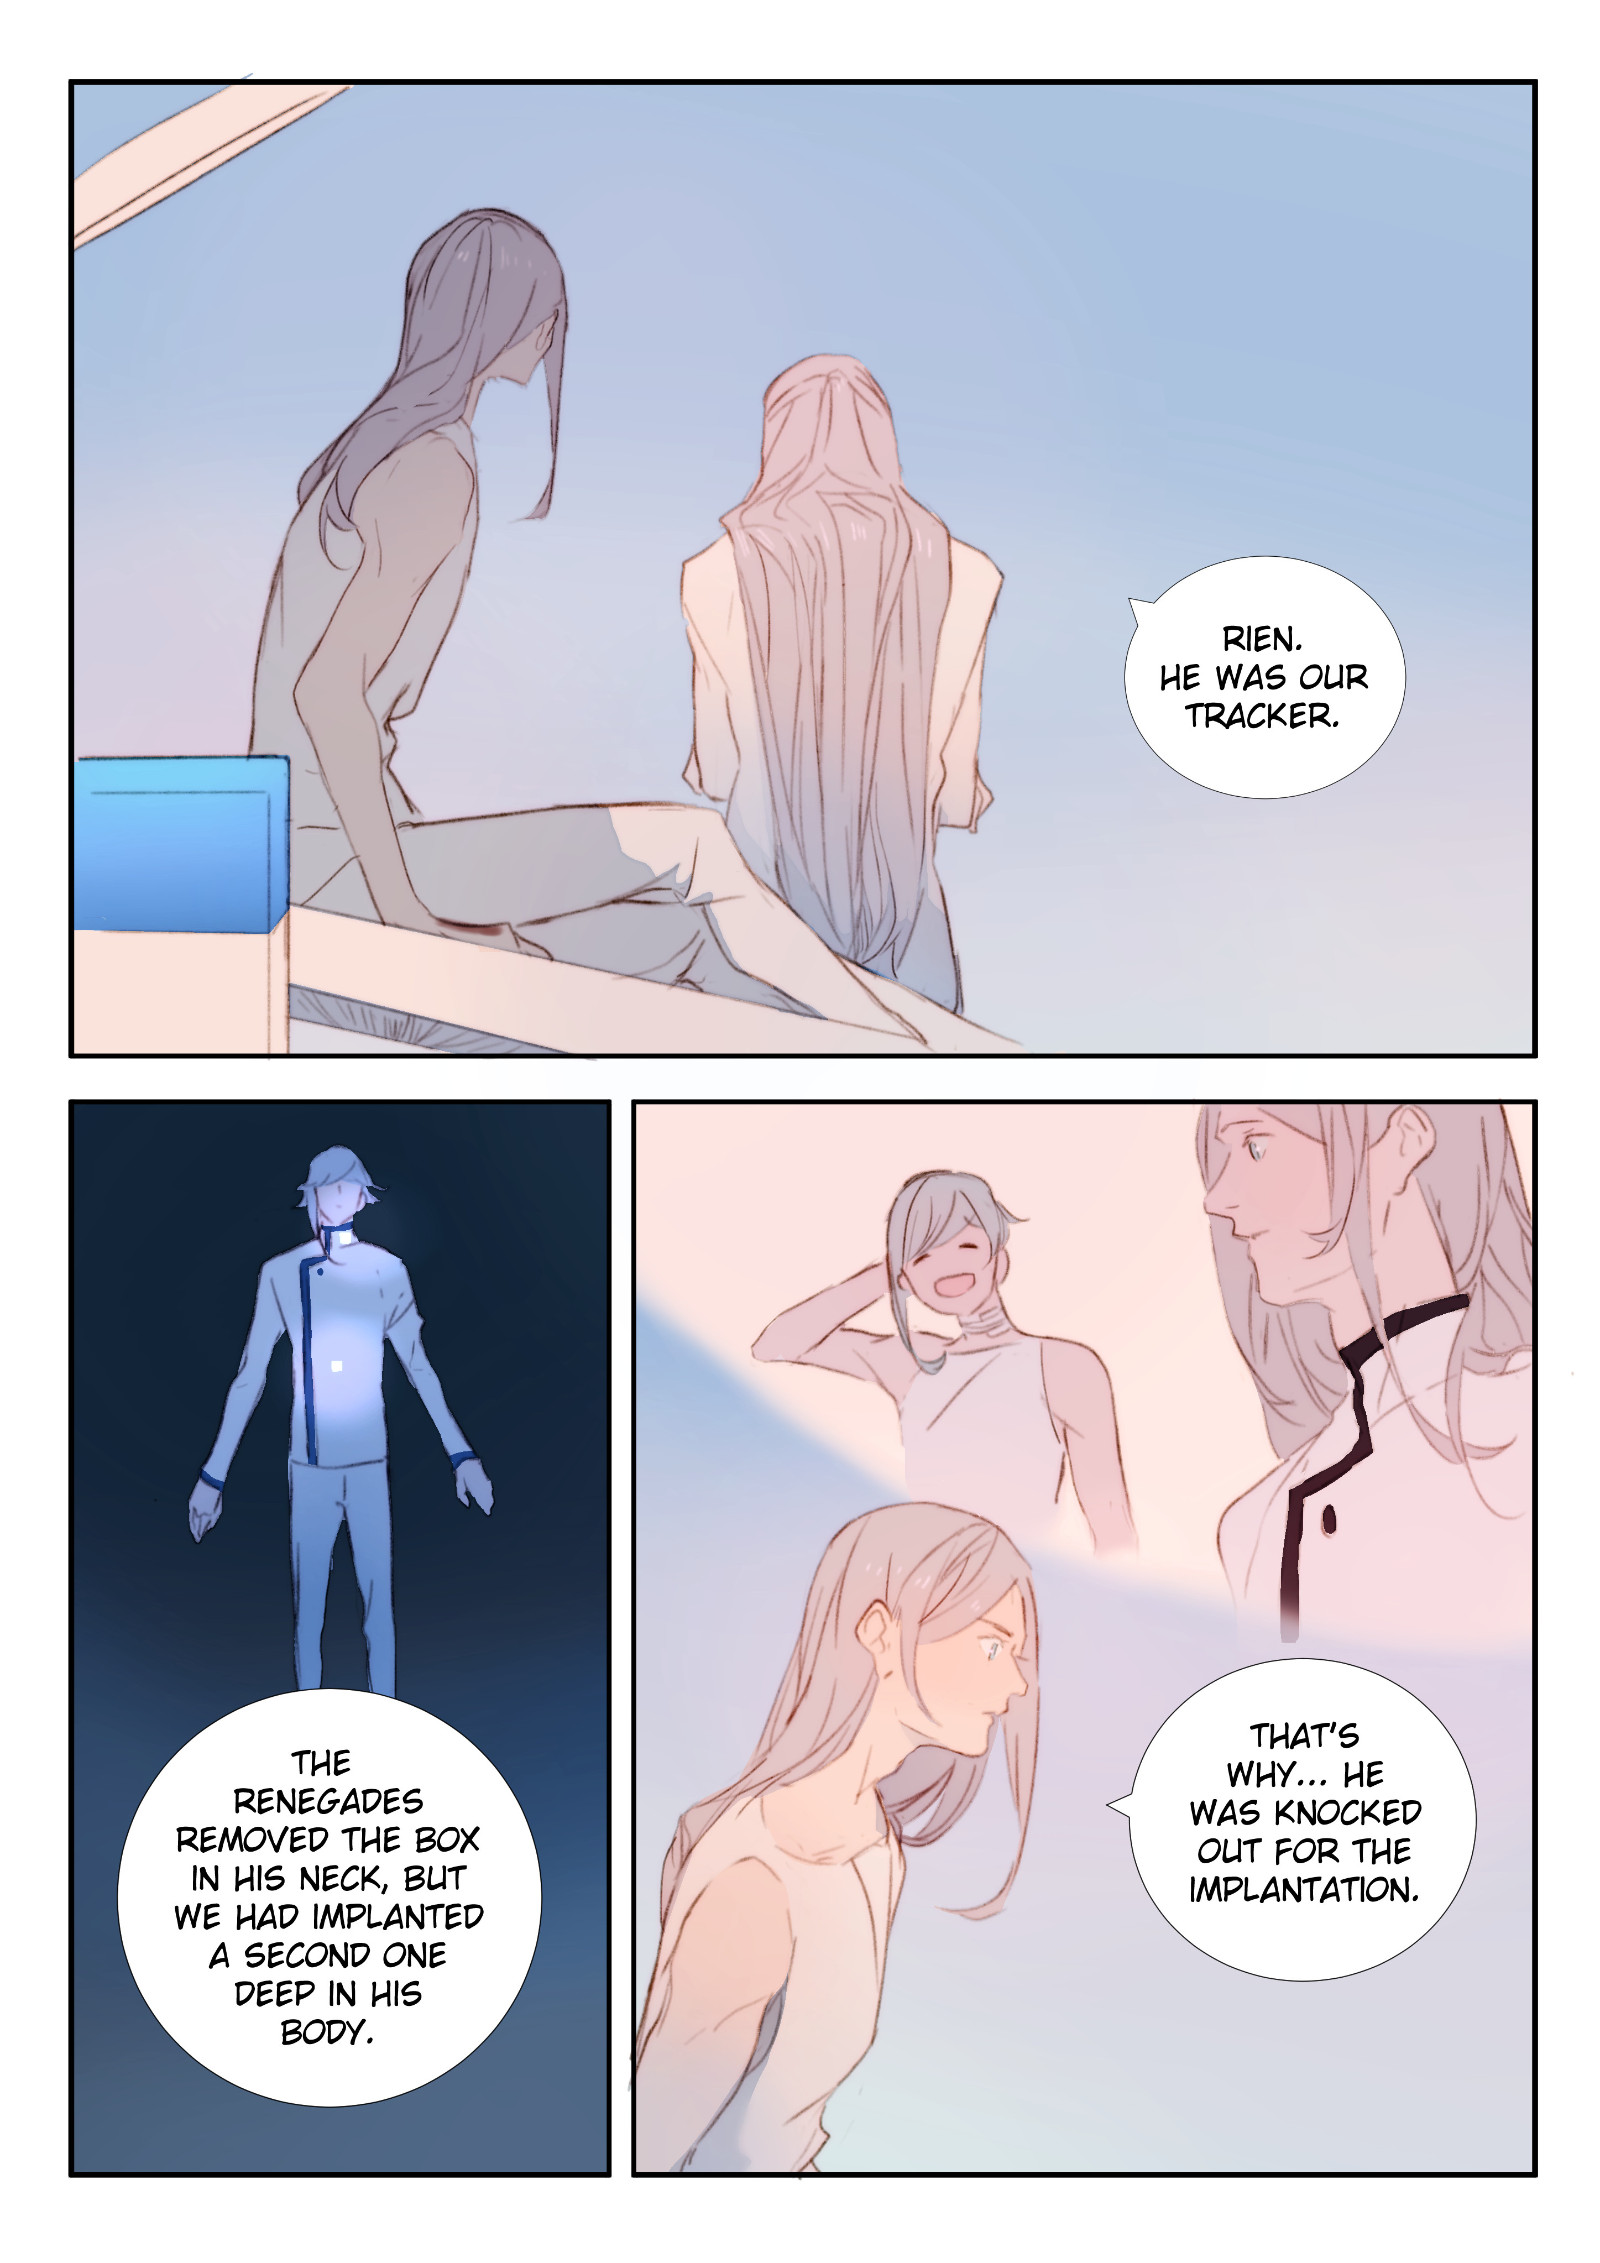 RIEN.
HE WAS OUR
TRACKER.
THE
RENEGADES
REMOVED THE BOX
IN HIS NECK, BUT
WE HAD IMPLANTED
A SECOND ONE
DEEP IN HIS
BODY.
THAT'S
WHY... HE
WAS KNOCKED
OUT FOR THE
IMPLANTATION.